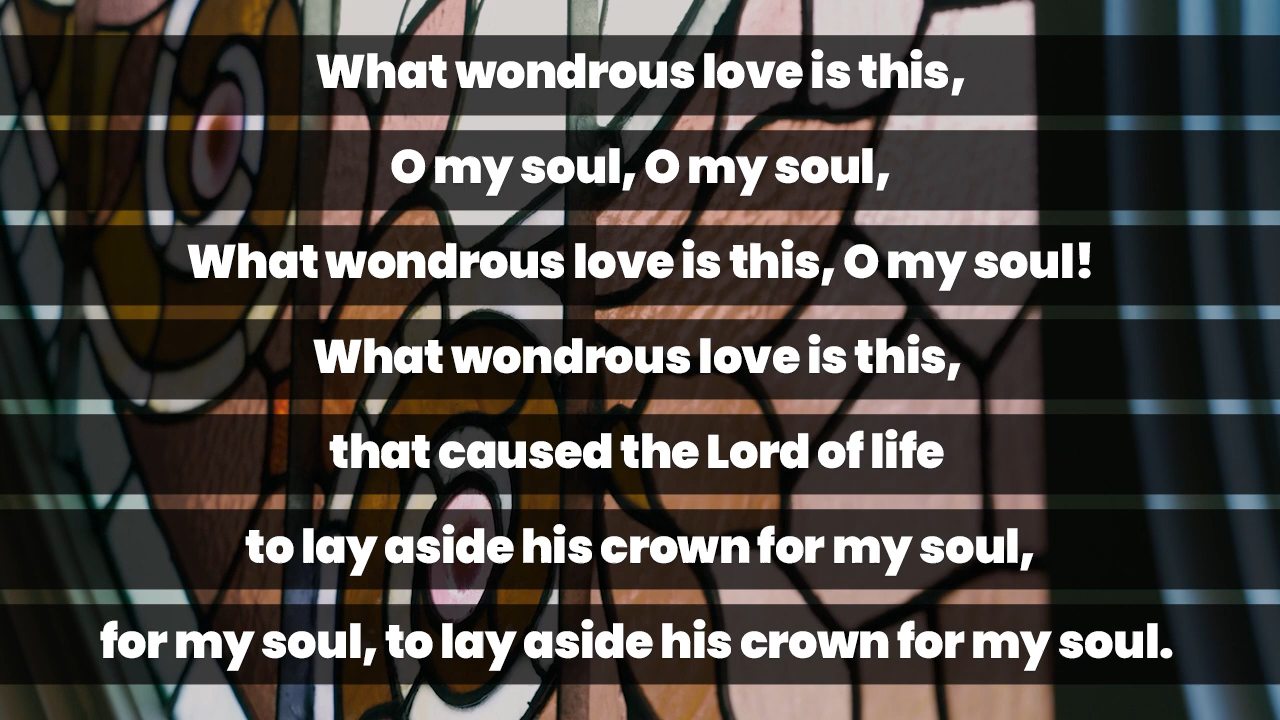 What wondrous love is this,
O my soul, O my soul,
What wondrous love is this, O my soul!
What wondrous love is this,
that caused the Lord of life
to lay aside his crown for my soul,
for my soul, to lay aside his crown for my soul.